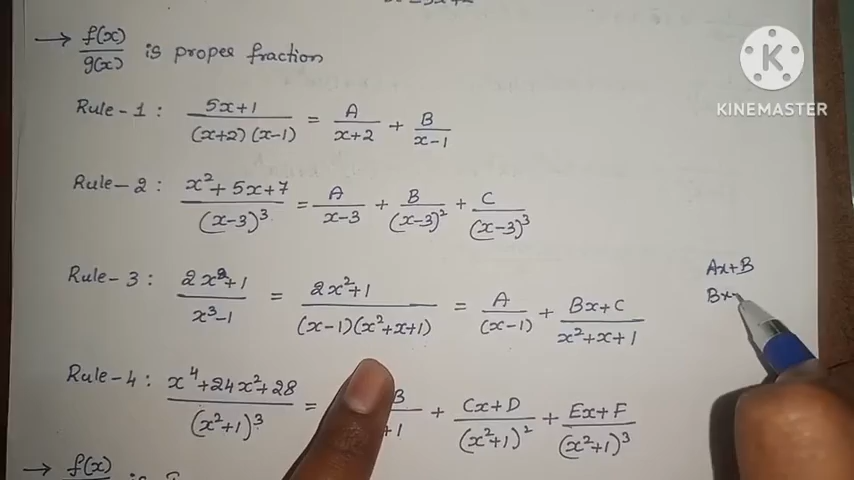 → f(x)/g(x) is proper fraction
K
KINEMASTER
Rule-1 : 5x+1/(x+2)(x-1) = A/x+2 + B/x-1
Rule-2 : x²+5x+7/(x-3)³ = A/x-3 + B/(x-3)² + C/(x-3)³
Rule-3 : 2x²+1/x³-1 = 2x²+1/(x-1)(x²+x+1) = A/(x-1) + Bx+C/x²+x+1
Ax+B
Bx
Rule-4 : x⁴+24x²+28/(x²+1)³ = B/+1 + Cx+D/(x²+1)² + Ex+F/(x²+1)³
→ f(x)